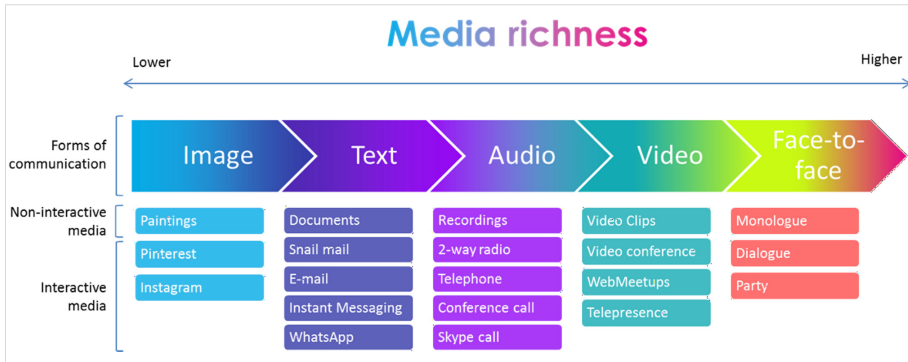 Media richness
Lower
Higher
Forms of
communication
Image
Text
Audio
Video
Face-to-
face
Non-interactive
media
Paintings
Documents
Recordings
Video Clips
Monologue
Interactive
media
Pinterest
Instagram
Snail mail
E-mail
Instant Messaging
WhatsApp
2-way radio
Telephone
Conference call
Skype call
Video conference
WebMeetups
Telepresence
Dialogue
Party